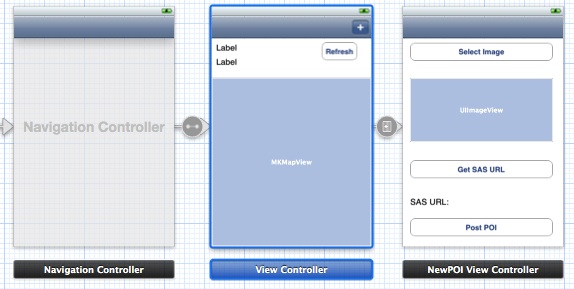 Navigation Controller
Navigation Controller
+
Label
Refresh
Label
MKMapView
View Controller
Select Image
UIImageView
Get SAS URL
SAS URL:
Post POI
NewPOI View Controller